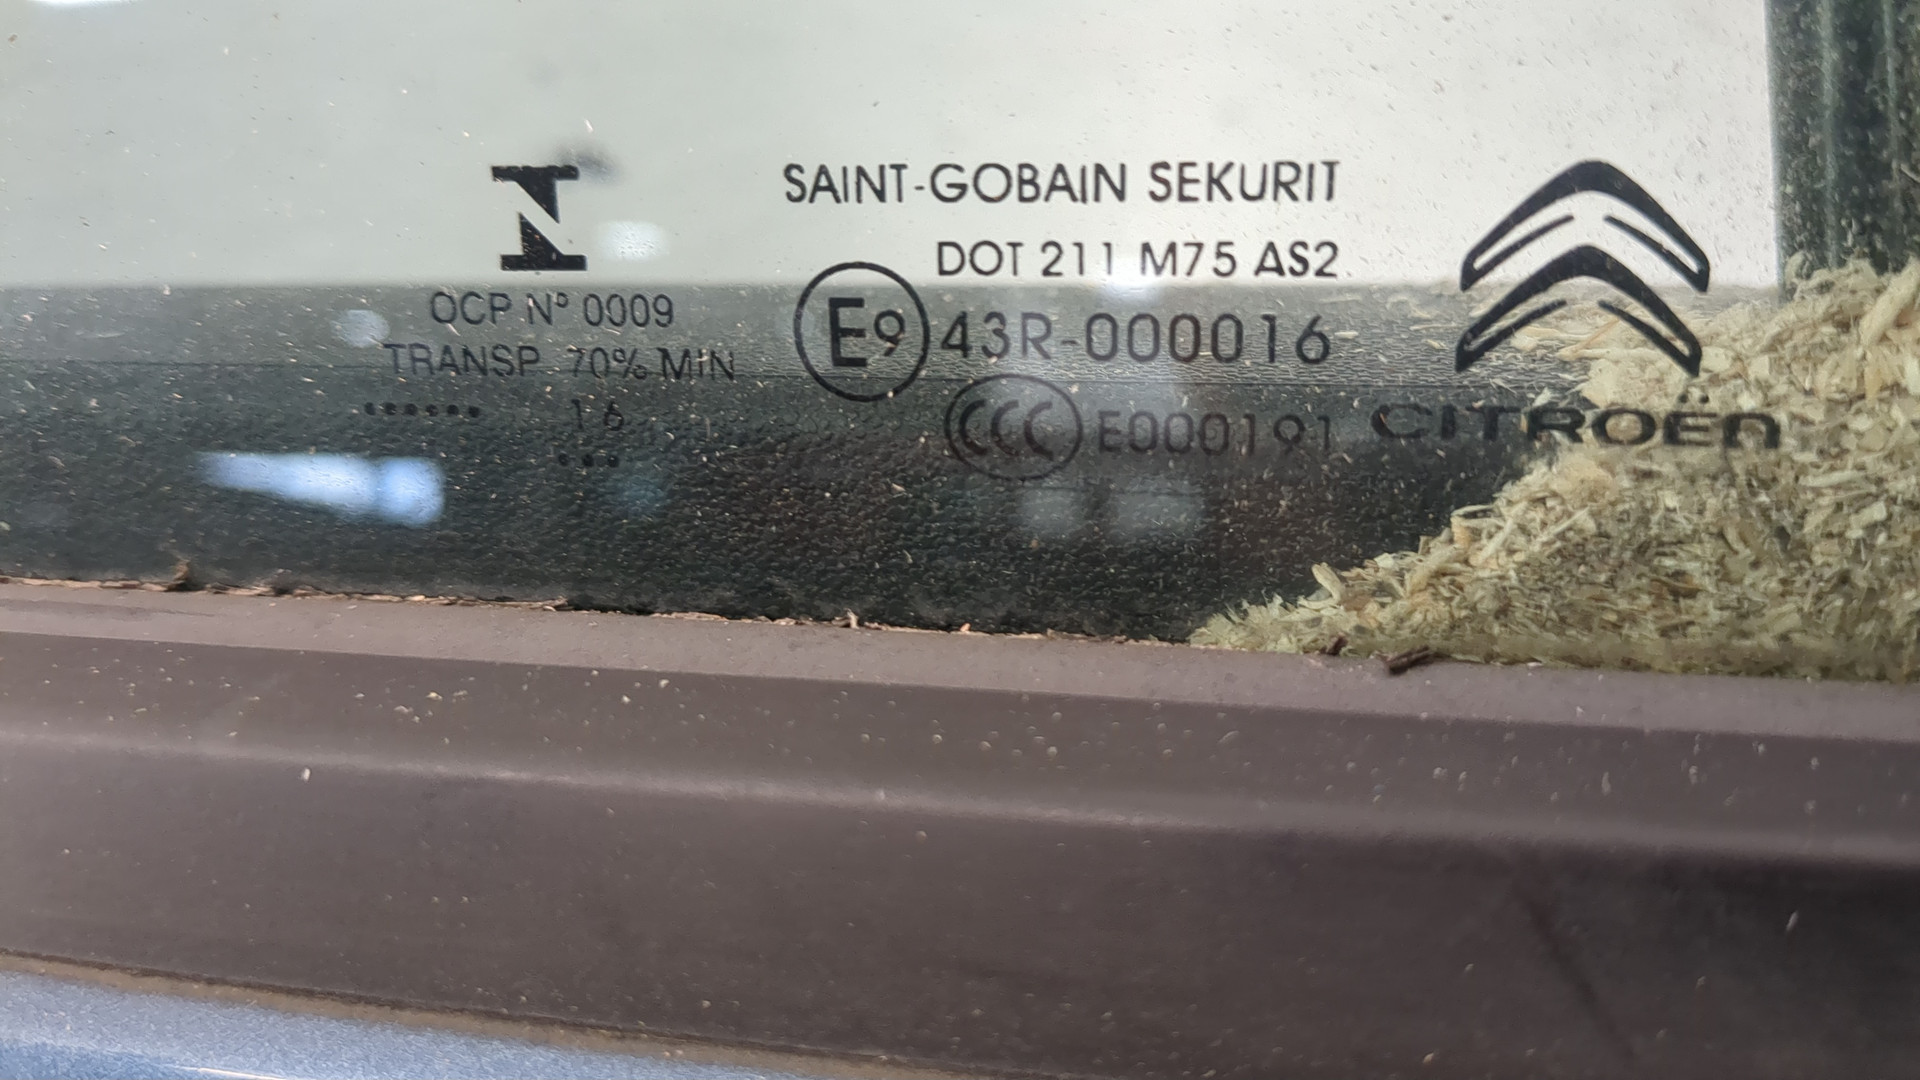 SAINT-GOBAIN SEKURIT
DOT 211 M75 AS2
OCP Nº 0009
E9 43R-000016
TRANSP 70% MIN
...... 16
...
CCC E000191
CITROËN